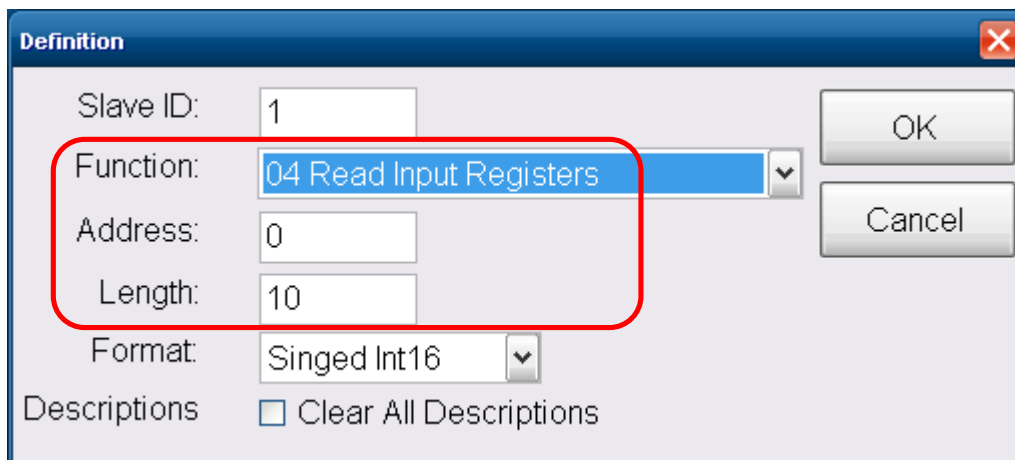 Definition
Slave ID: 1
Function: 04 Read Input Registers
Address: 0
Length: 10
Format: Singed Int16
Descriptions Clear All Descriptions
OK
Cancel